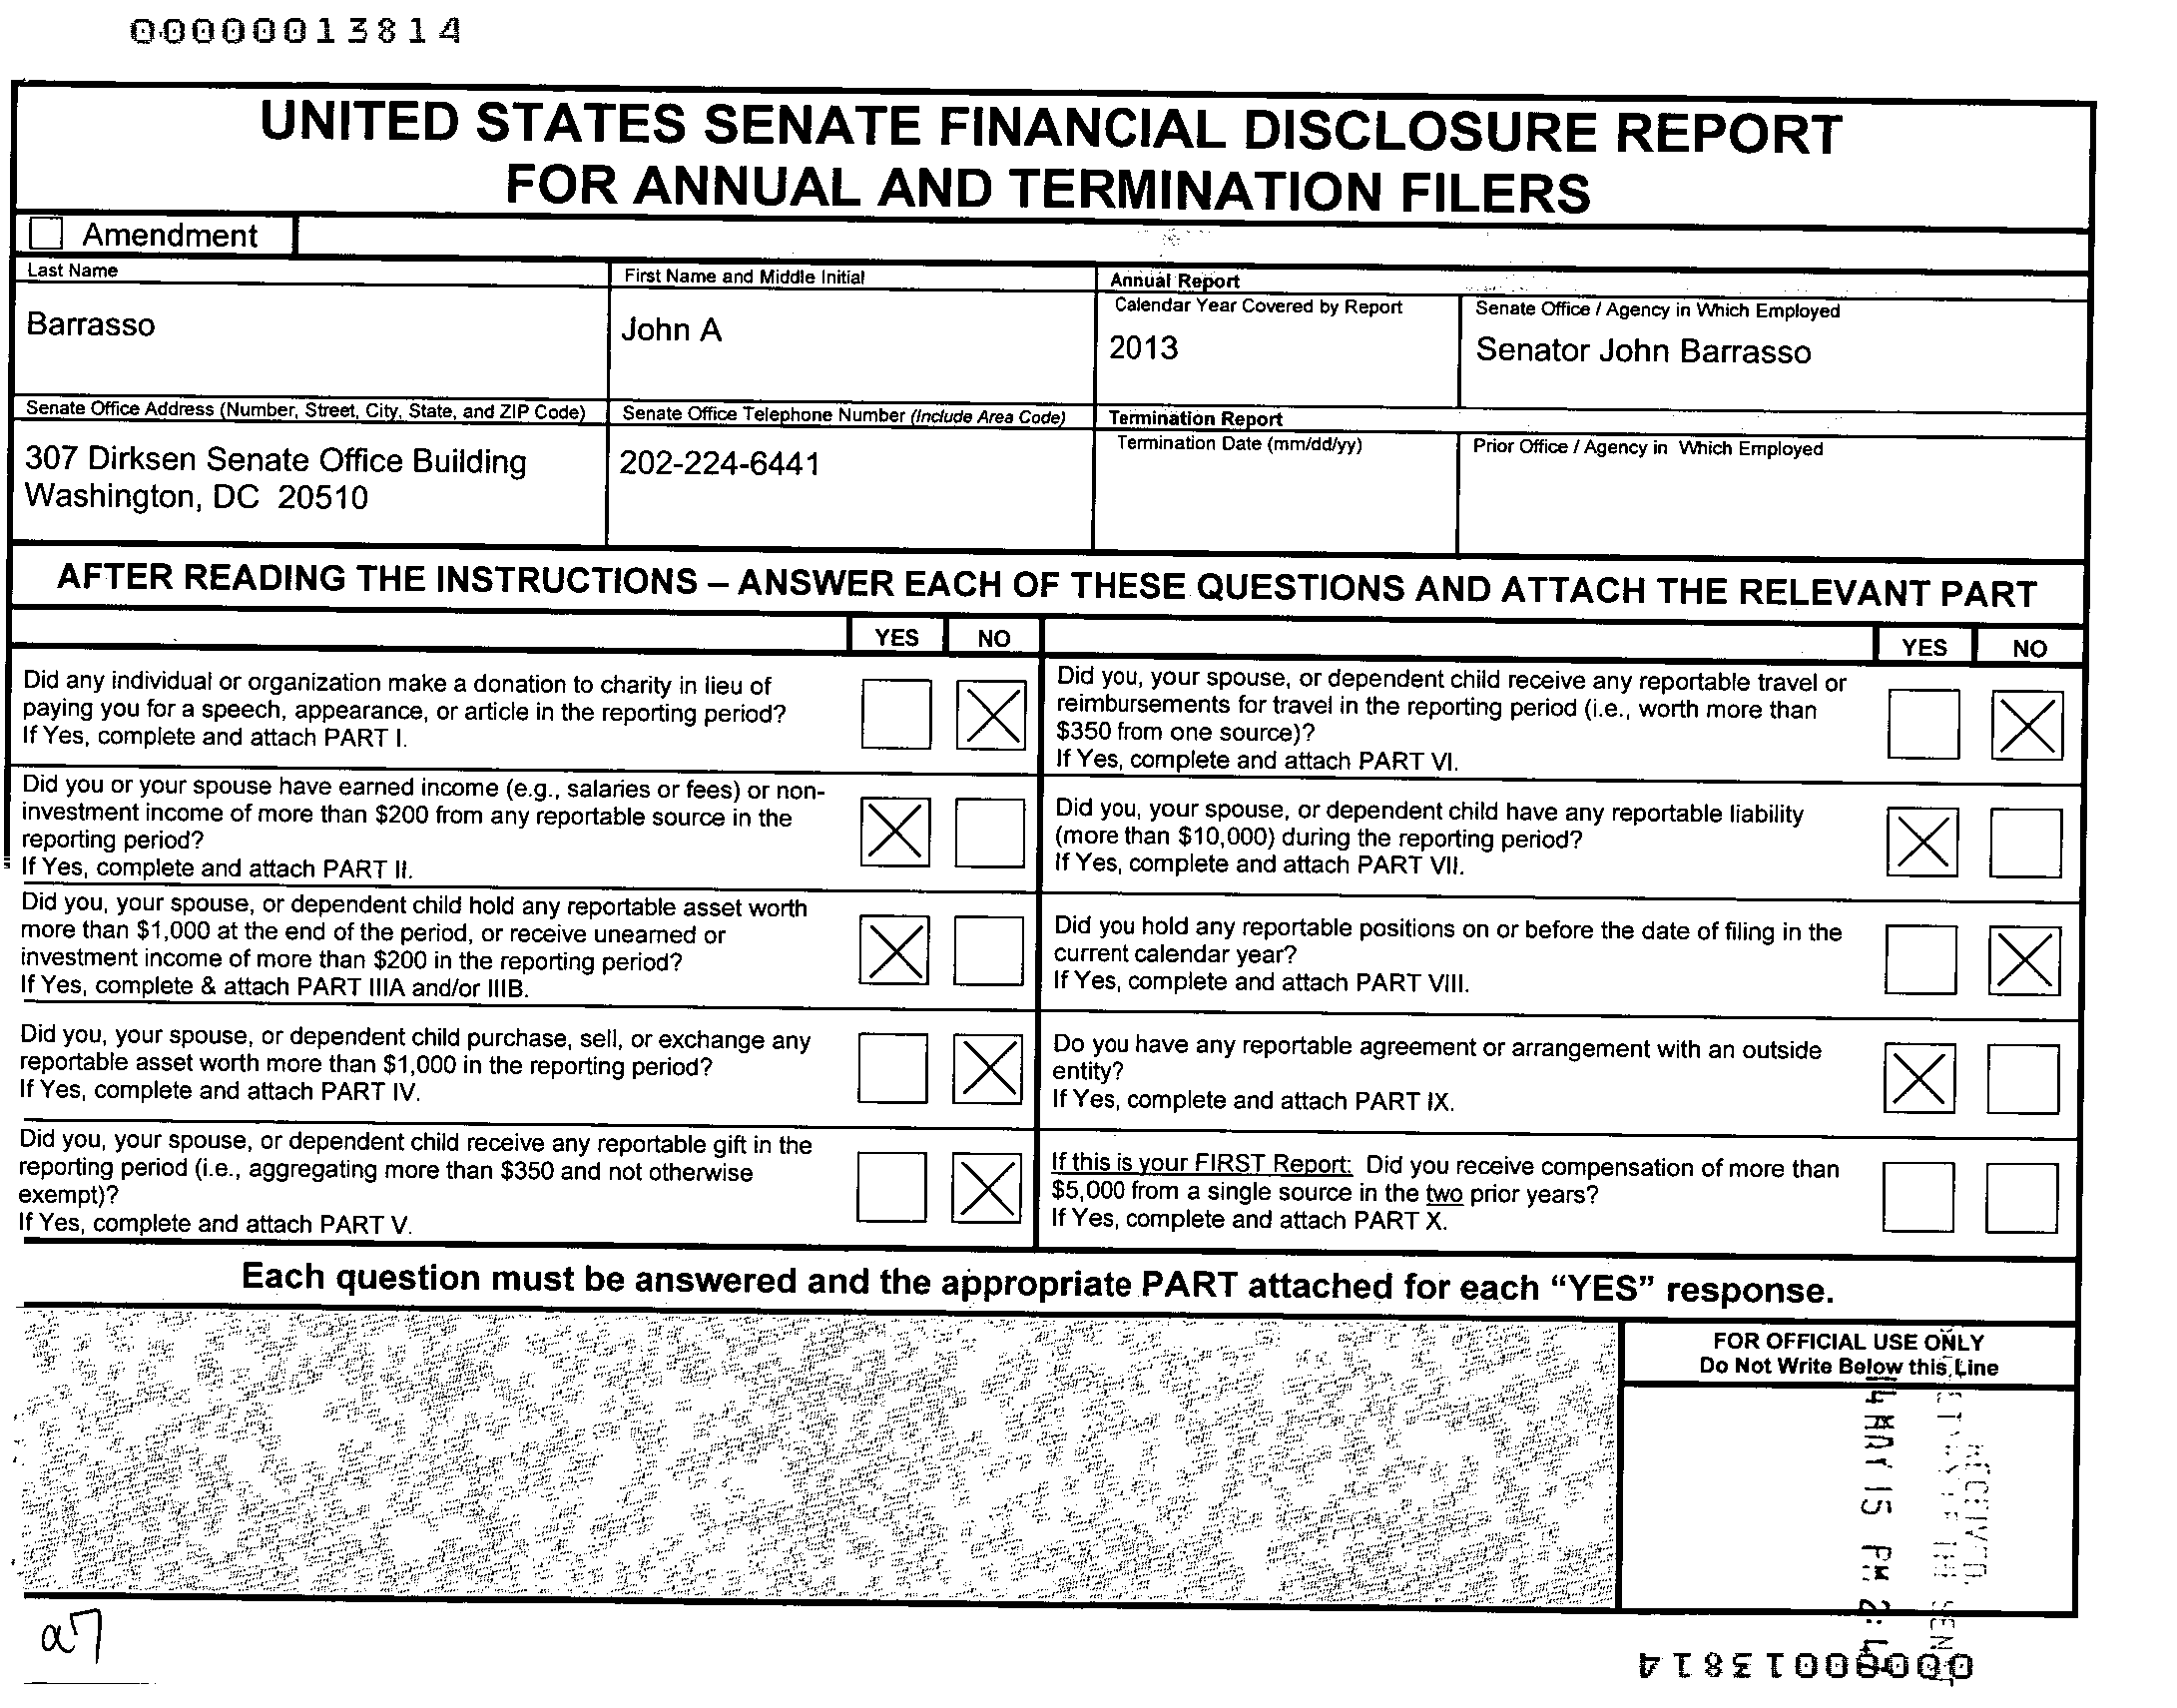 00000013814
UNITED STATES SENATE FINANCIAL DISCLOSURE REPORT
FOR ANNUAL AND TERMINATION FILERS
Amendment
Last Name
First Name and Middle Initial
Annual Report
Calendar Year Covered by Report
Senate Office / Agency in Which Employed
Barrasso
John A
2013
Senator John Barrasso
Senate Office Address (Number, Street, City, State, and ZIP Code)
Senate Office Telephone Number (Include Area Code)
Termination Report
Termination Date (mm/dd/yy)
Prior Office / Agency in Which Employed
307 Dirksen Senate Office Building
Washington, DC 20510
202-224-6441
AFTER READING THE INSTRUCTIONS – ANSWER EACH OF THESE QUESTIONS AND ATTACH THE RELEVANT PART
YES NO
YES NO
Did any individual or organization make a donation to charity in lieu of
paying you for a speech, appearance, or article in the reporting period?
If Yes, complete and attach PART I.
Did you, your spouse, or dependent child receive any reportable travel or
reimbursements for travel in the reporting period (i.e., worth more than
$350 from one source)?
If Yes, complete and attach PART VI.
Did you or your spouse have earned income (e.g., salaries or fees) or non-
investment income of more than $200 from any reportable source in the
reporting period?
If Yes, complete and attach PART II.
Did you, your spouse, or dependent child have any reportable liability
(more than $10,000) during the reporting period?
If Yes, complete and attach PART VII.
Did you, your spouse, or dependent child hold any reportable asset worth
more than $1,000 at the end of the period, or receive unearned or
investment income of more than $200 in the reporting period?
If Yes, complete & attach PART IIIA and/or IIIB.
Did you hold any reportable positions on or before the date of filing in the
current calendar year?
If Yes, complete and attach PART VIII.
Did you, your spouse, or dependent child purchase, sell, or exchange any
reportable asset worth more than $1,000 in the reporting period?
If Yes, complete and attach PART IV.
Do you have any reportable agreement or arrangement with an outside
entity?
If Yes, complete and attach PART IX.
Did you, your spouse, or dependent child receive any reportable gift in the
reporting period (i.e., aggregating more than $350 and not otherwise
exempt)?
If Yes, complete and attach PART V.
If this is your FIRST Report: Did you receive compensation of more than
$5,000 from a single source in the two prior years?
If Yes, complete and attach PART X.
Each question must be answered and the appropriate PART attached for each “YES” response.
FOR OFFICIAL USE ONLY
Do Not Write Below this Line
RECEIVED
14 MAY 15 PM 2:
00000013814